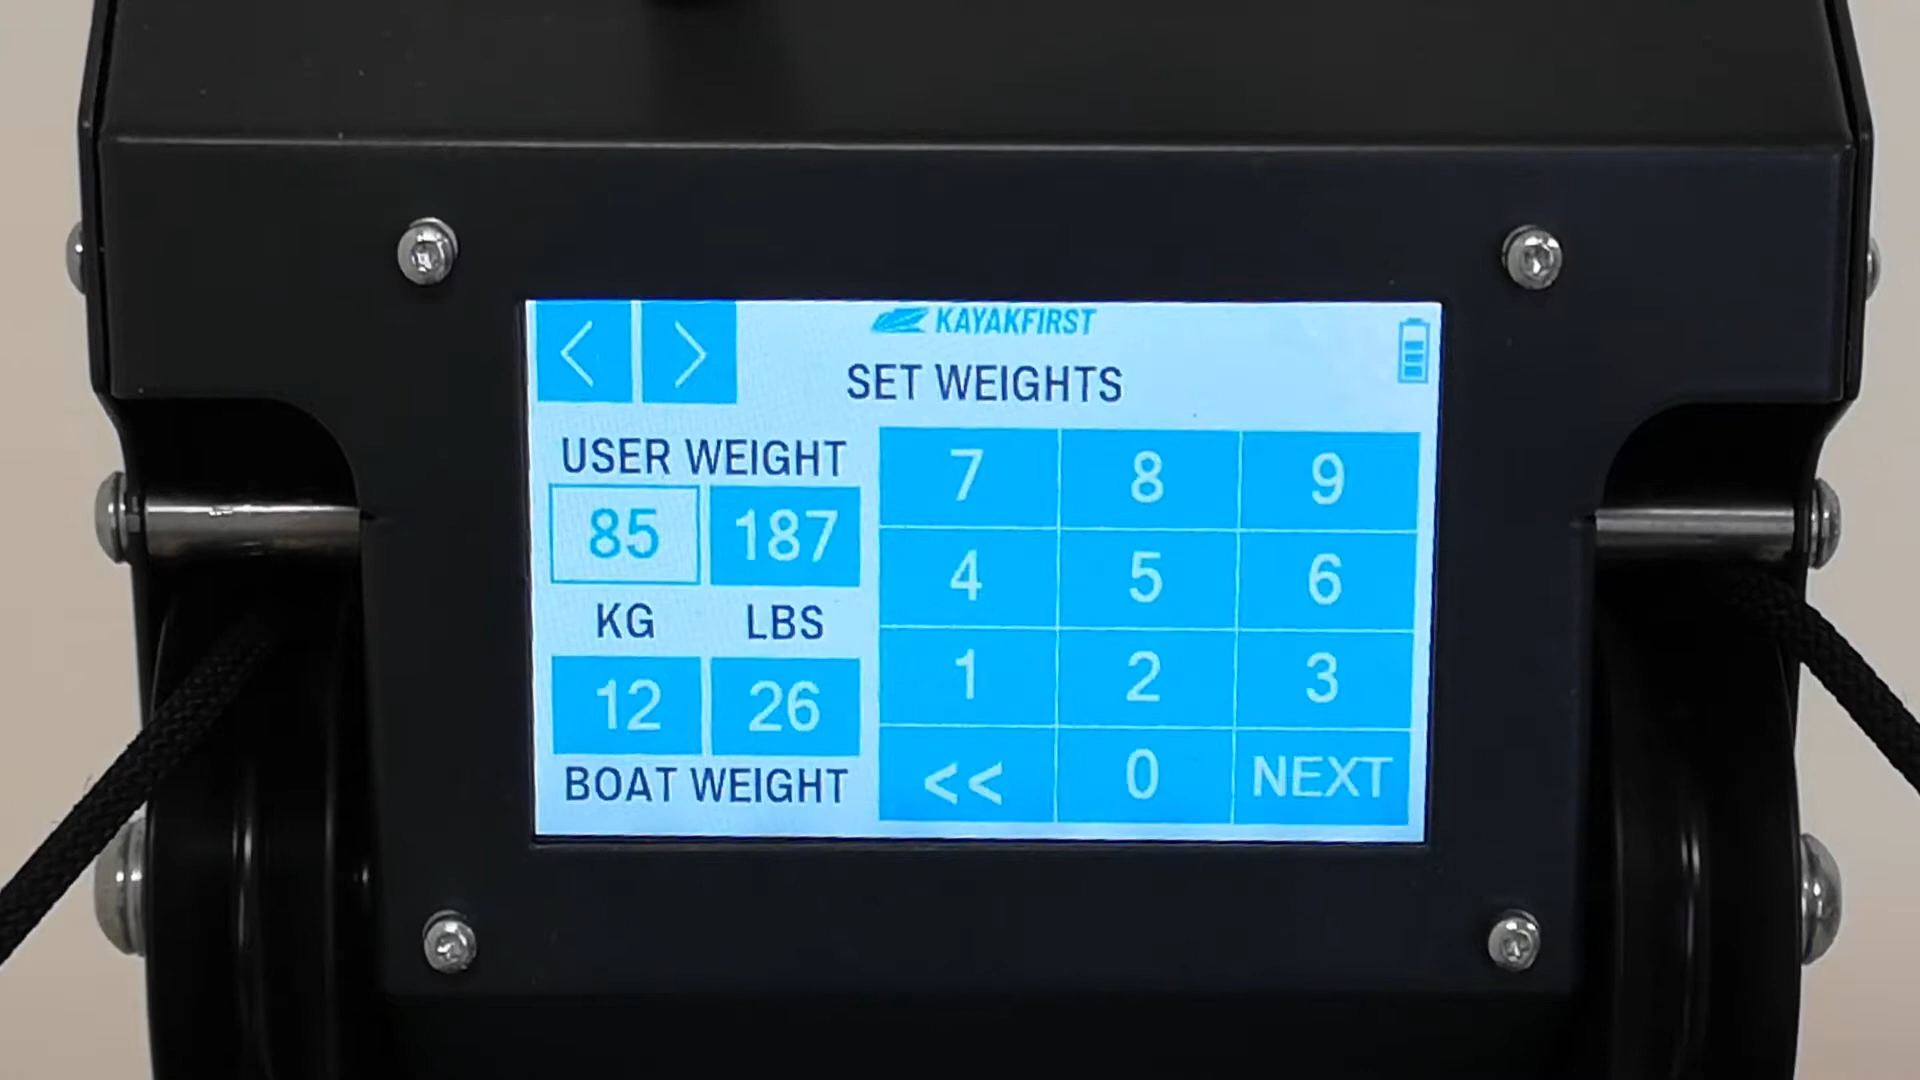 < >
KAYAKFIRST
SET WEIGHTS
USER WEIGHT
85 187
KG LBS
12 26
BOAT WEIGHT
7 8 9
4 5 6
1 2 3
<< 0 NEXT